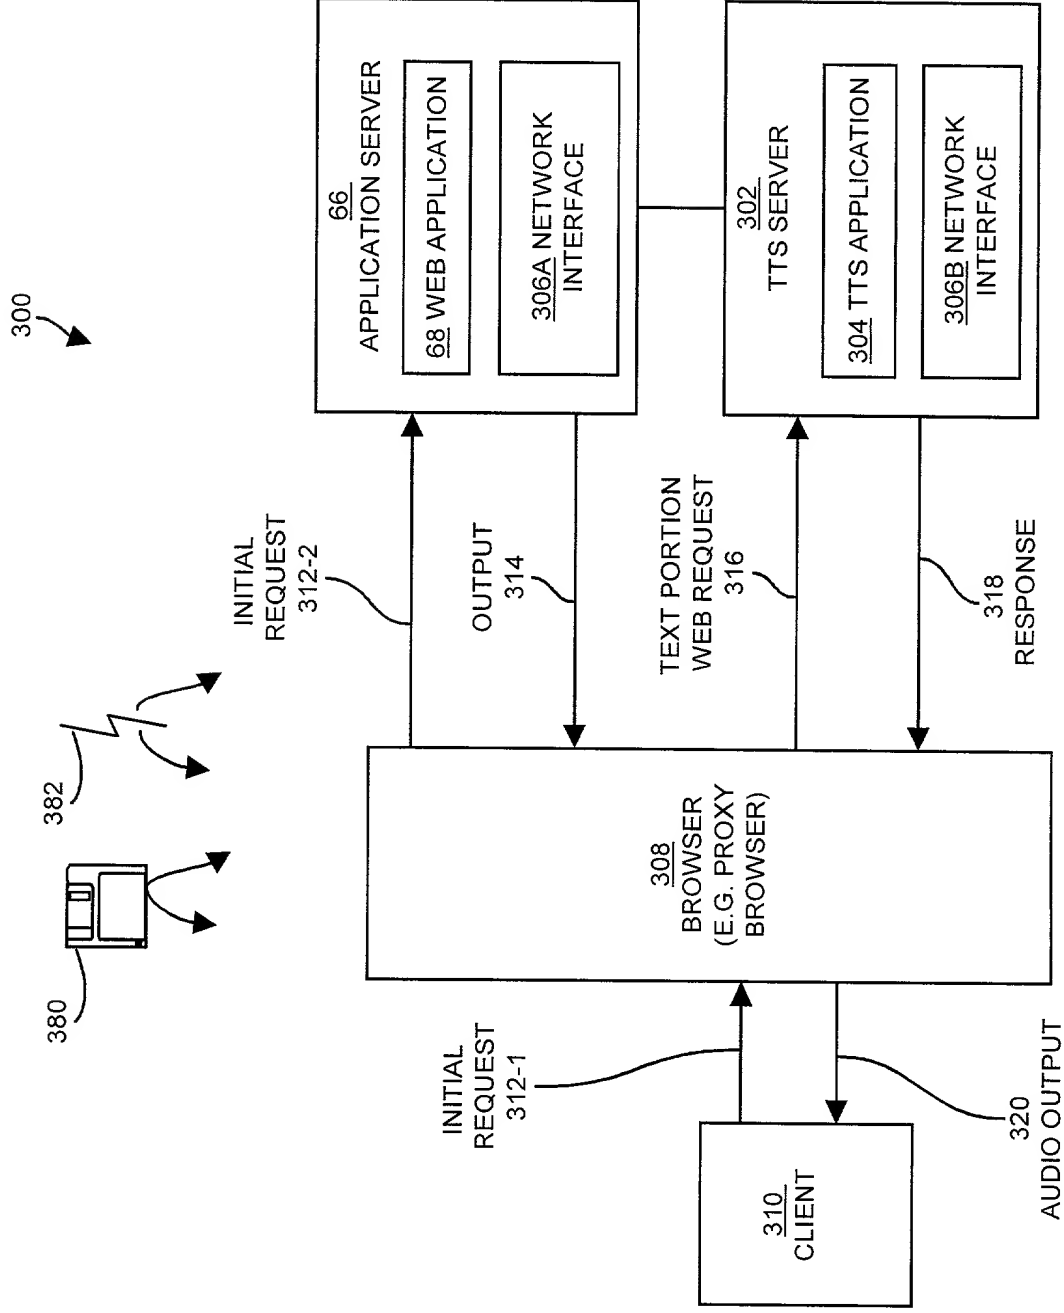 300
380
382
INITIAL
REQUEST
312-1
INITIAL
REQUEST
312-2
66
APPLICATION SERVER
68 WEB APPLICATION
306A NETWORK
INTERFACE
OUTPUT
314
308
BROWSER
(E.G. PROXY
BROWSER)
TEXT PORTION
WEB REQUEST
316
302
TTS SERVER
304 TTS APPLICATION
306B NETWORK
INTERFACE
310
CLIENT
318
RESPONSE
320
AUDIO OUTPUT